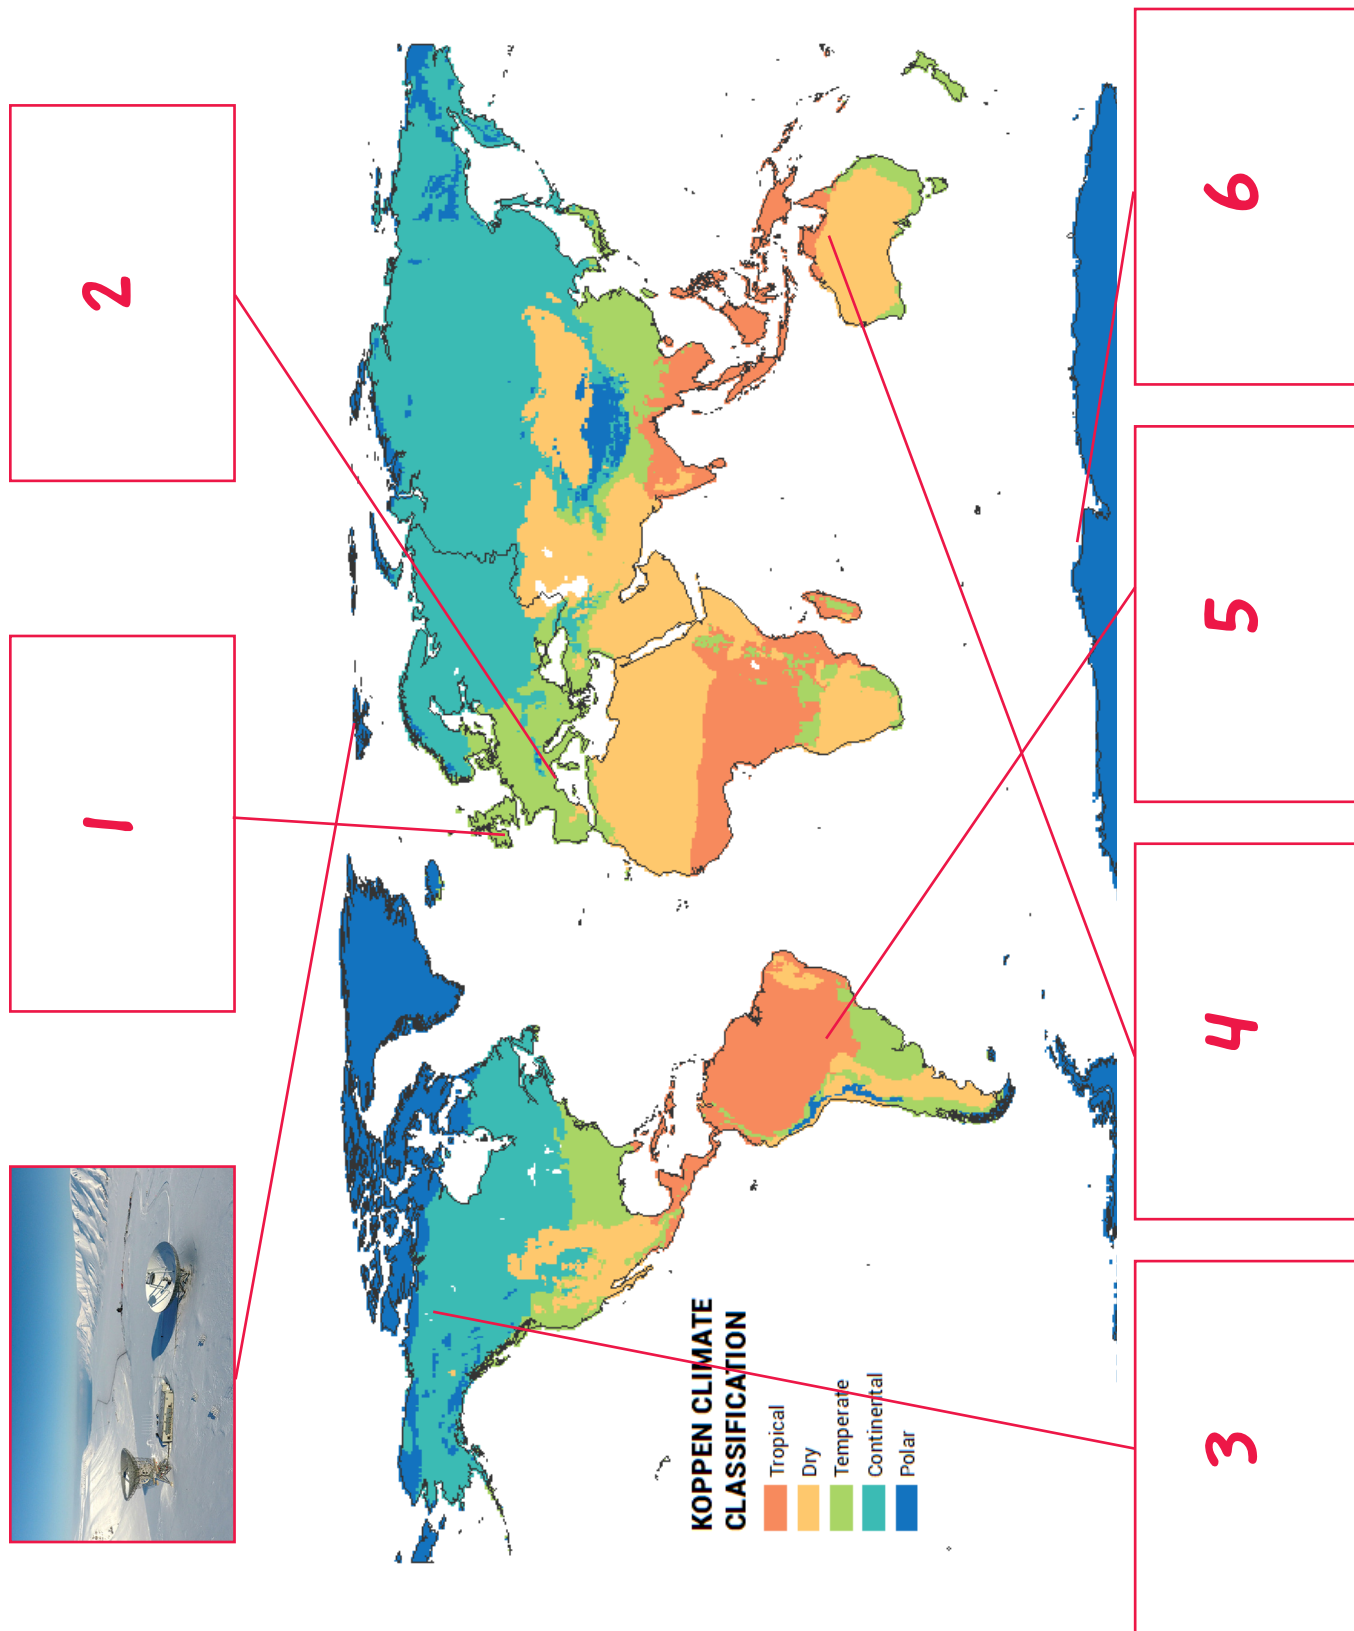 1
2
KOPPEN CLIMATE
CLASSIFICATION
Tropical
Dry
Temperate
Continental
Polar
3
4
5
6